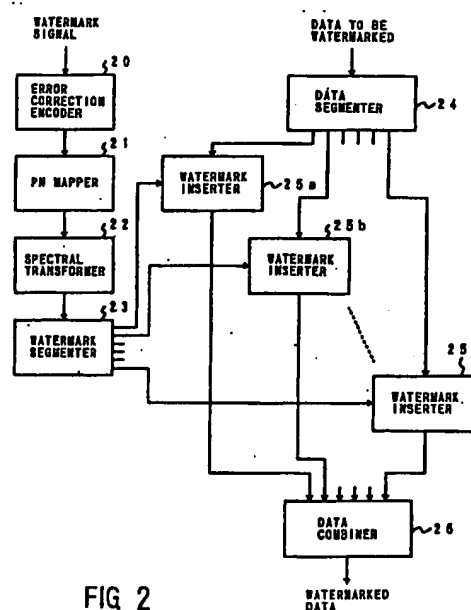 WATERMARK
SIGNAL
20
ERROR
CORRECTION
ENCODER
21
PN MAPPER
22
SPECTRAL
TRANSFORMER
23
WATERMARK
SEGMENTER
DATA TO BE
WATERMARKED
DATA
SEGMENTER
24
WATERMARK
INSERTER
25a
25b
WATERMARK
INSERTER
25
WATERMARK
INSERTER
DATA
COMBINER
26
WATERMARKED
DATA
FIG 2